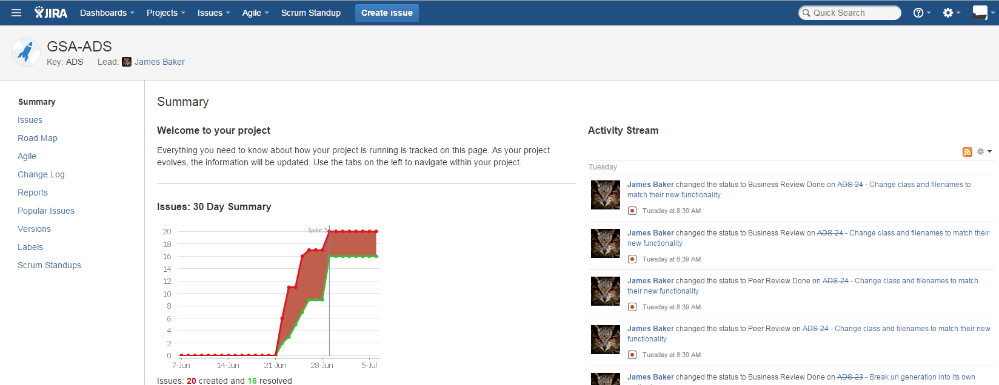 JIRA Dashboards Projects Issues Agile Scrum Standup Create issue Quick Search
GSA-ADS
Key: ADS · Lead: James Baker
Summary
Issues
Road Map
Agile
Change Log
Reports
Popular Issues
Versions
Labels
Scrum Standups
Summary
Welcome to your project
Everything you need to know about how your project is running is tracked on this page. As your project
evolves, the information will be updated. Use the tabs on the left to navigate within your project.
Issues: 30 Day Summary
Sprint 2
20
18
16
14
12
10
8
6
4
2
0
7-Jun 14-Jun 21-Jun 28-Jun 5-Jul
Issues: 20 created and 16 resolved
Activity Stream
Tuesday
James Baker changed the status to Business Review Done on ADS-24 - Change class and filenames to
match their new functionality
Tuesday at 8:39 AM
James Baker changed the status to Business Review on ADS-24 - Change class and filenames to match their
new functionality
Tuesday at 8:39 AM
James Baker changed the status to Peer Review Done on ADS-24 - Change class and filenames to match
their new functionality
Tuesday at 8:39 AM
James Baker changed the status to Peer Review on ADS-24 - Change class and filenames to match their new
functionality
Tuesday at 8:39 AM
James Baker changed the status to Business Review Done on ADS-23 - Break url generation into its own